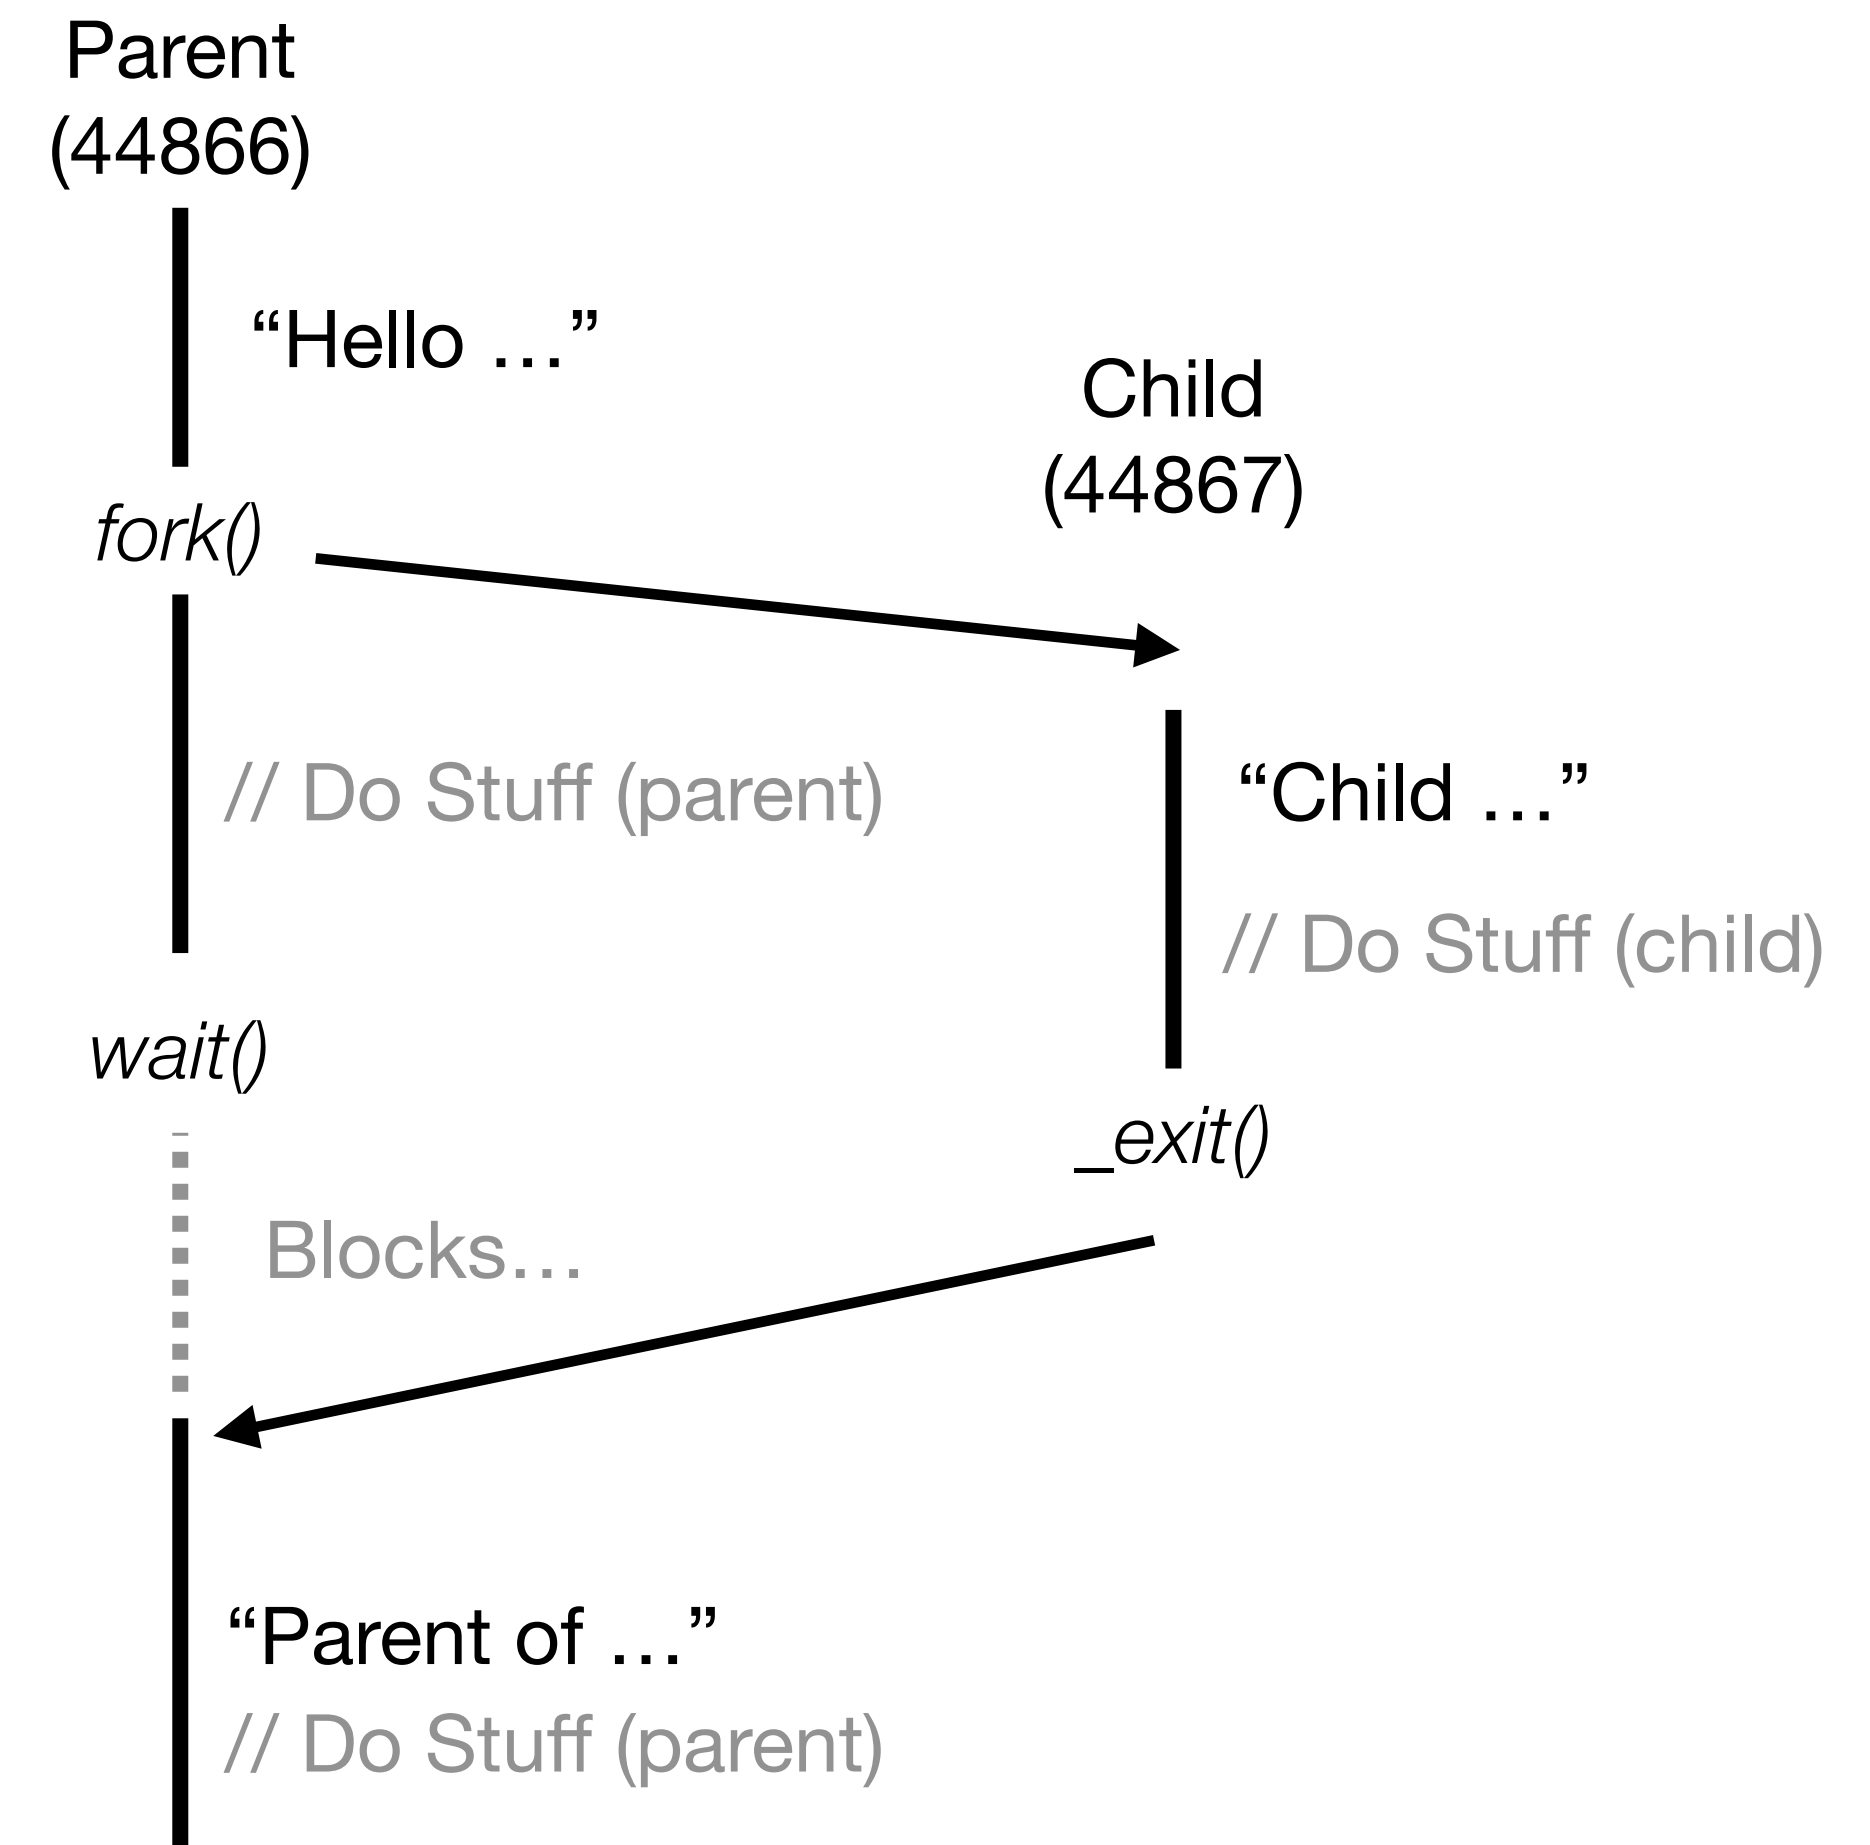 Parent
(44866)
“Hello …”
Child
(44867)
fork()
// Do Stuff (parent)
“Child …”
// Do Stuff (child)
wait()
_exit()
Blocks…
“Parent of …”
// Do Stuff (parent)